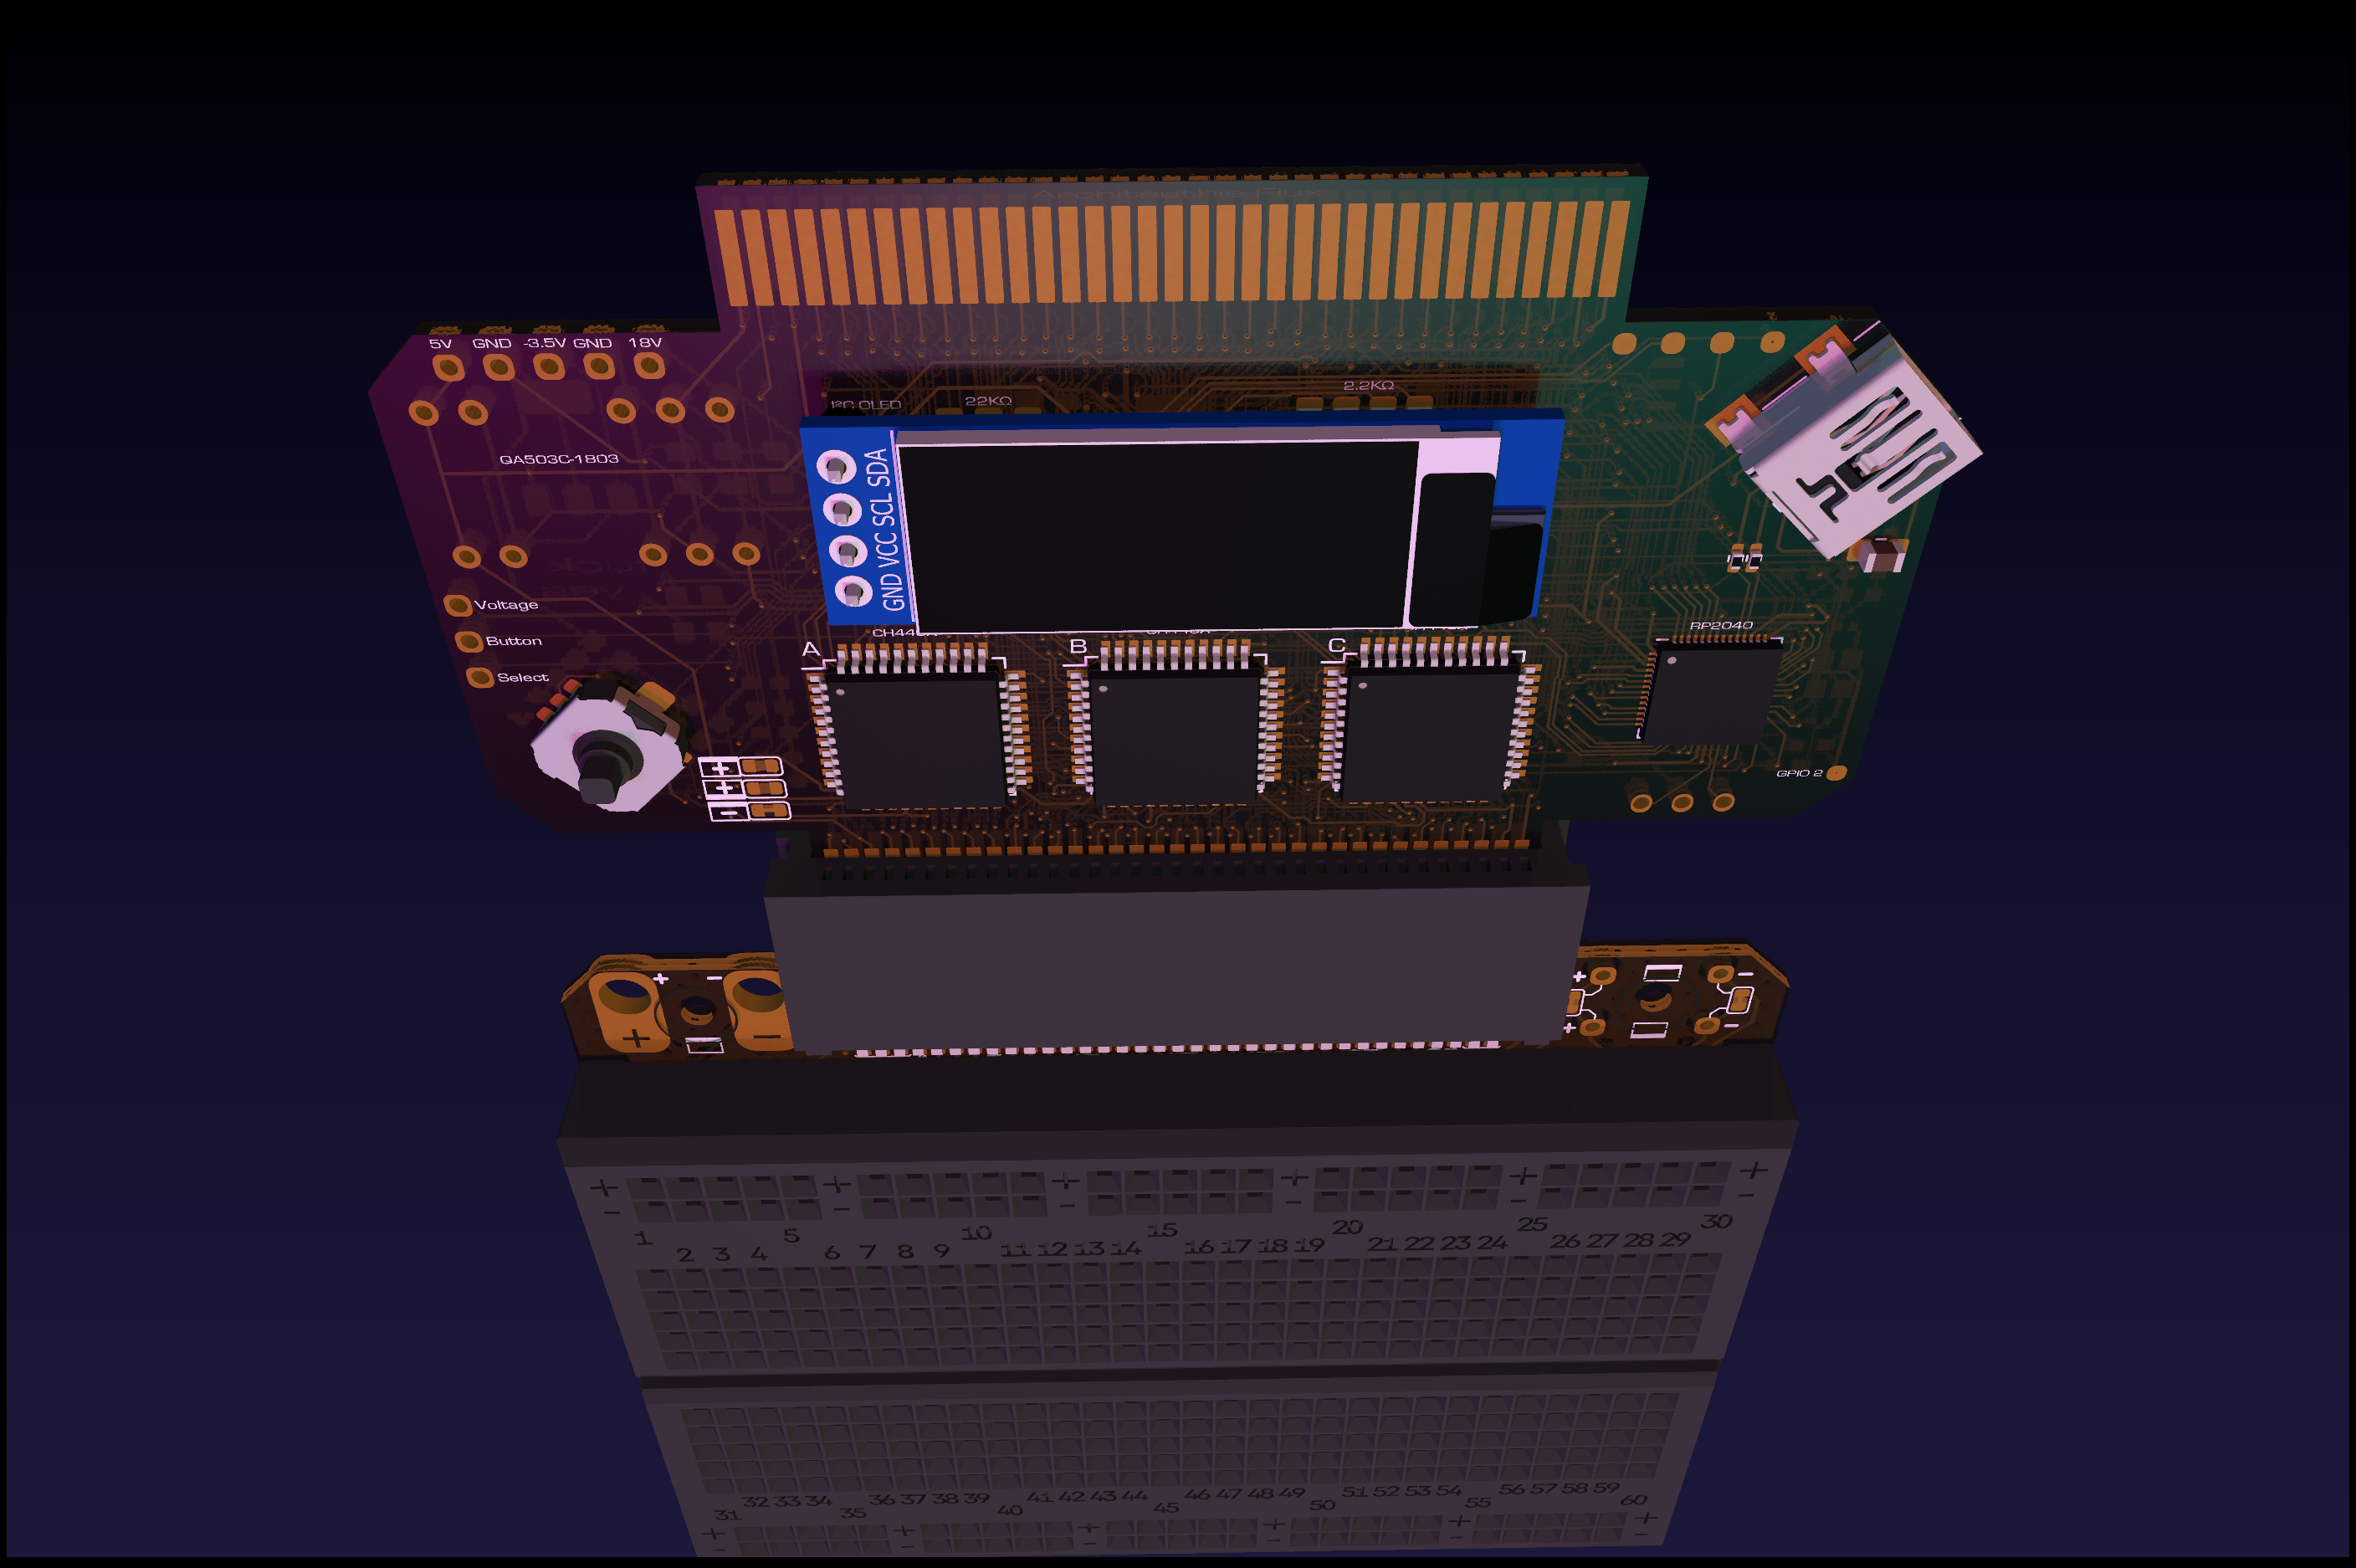 Architeuthis Flux
5V GND -3.5V GND 18V
I²C OLED 22KΩ 2.2KΩ
QA503C-1803
GND VCC SCL SDA
Voltage
Button
Select
RP2040
A B C
GPIO 2
+ -
+ -
+ -
+ -
+ + + + + +
- - - - - -
1 5 10 15 20 25 30
2 3 4 6 7 8 9 11 12 13 14 16 17 18 19 21 22 23 24 26 27 28 29
32 33 34 36 37 38 39 41 42 43 44 46 47 48 49 51 52 53 54 56 57 58 59
31 35 40 45 50 55 60
+ + + + + +
- - - - - -